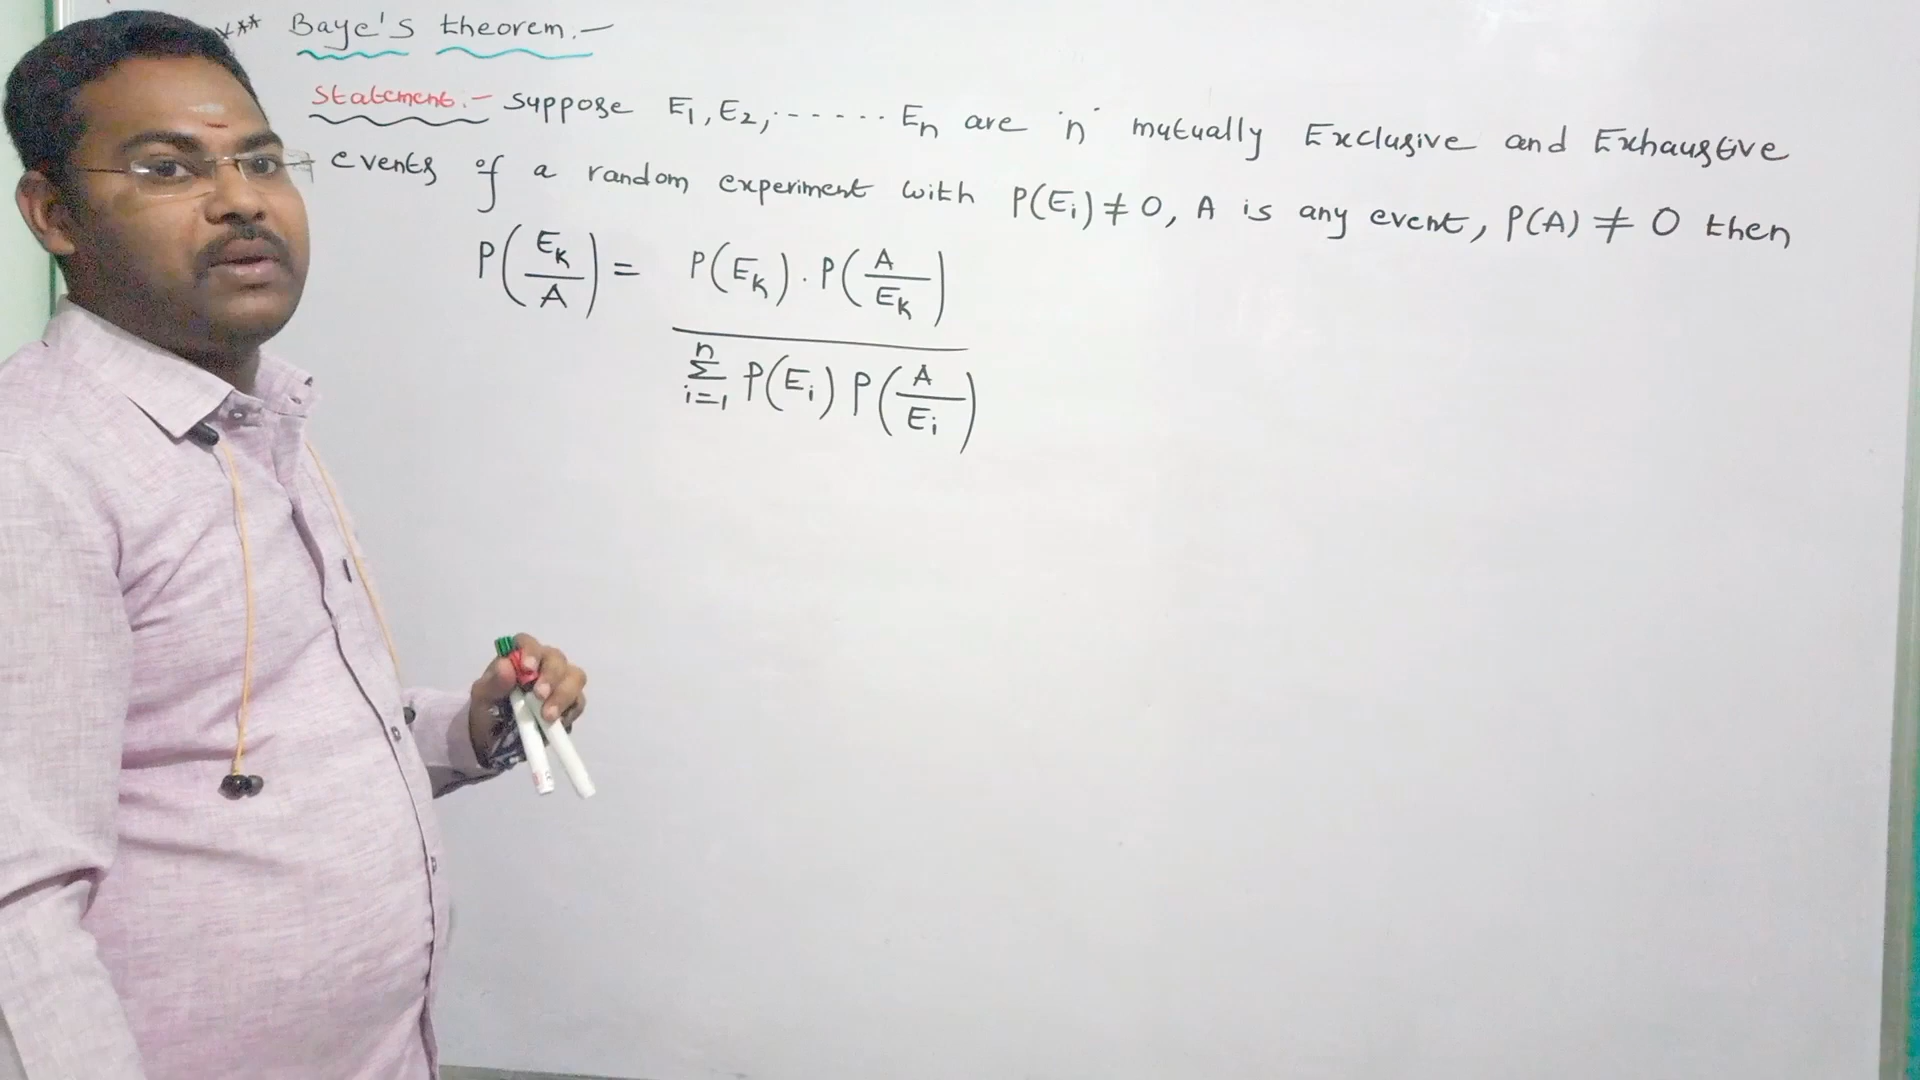 *** Baye's theorem.-
Statement:- Suppose E₁, E₂, ...... Eₙ are 'n' mutually Exclusive and Exhaustive
events of a random experiment with P(Eᵢ) ≠ 0, A is any event, P(A) ≠ 0 then
P(Eₖ/A) = P(Eₖ) . P(A/Eₖ)
n Σ i=1 P(Eᵢ) P(A/Eᵢ)